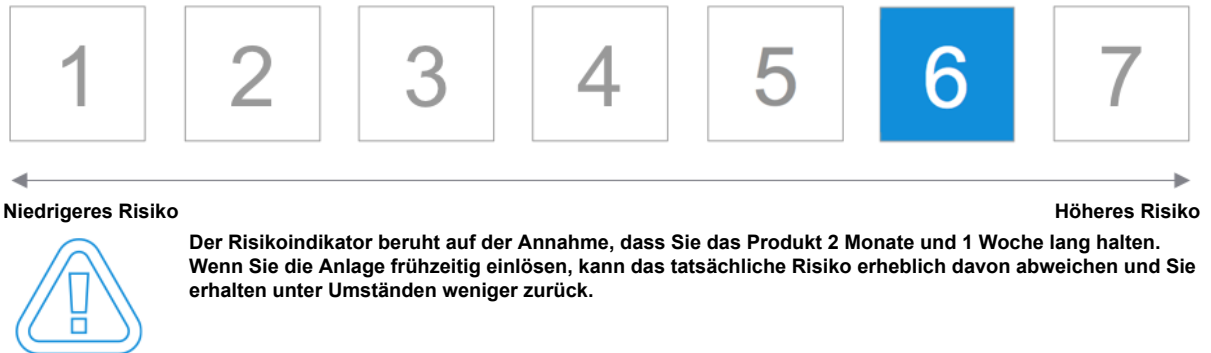 1 2 3 4 5 6 7
Niedrigeres Risiko Höheres Risiko
Der Risikoindikator beruht auf der Annahme, dass Sie das Produkt 2 Monate und 1 Woche lang halten.
Wenn Sie die Anlage frühzeitig einlösen, kann das tatsächliche Risiko erheblich davon abweichen und Sie
erhalten unter Umständen weniger zurück.